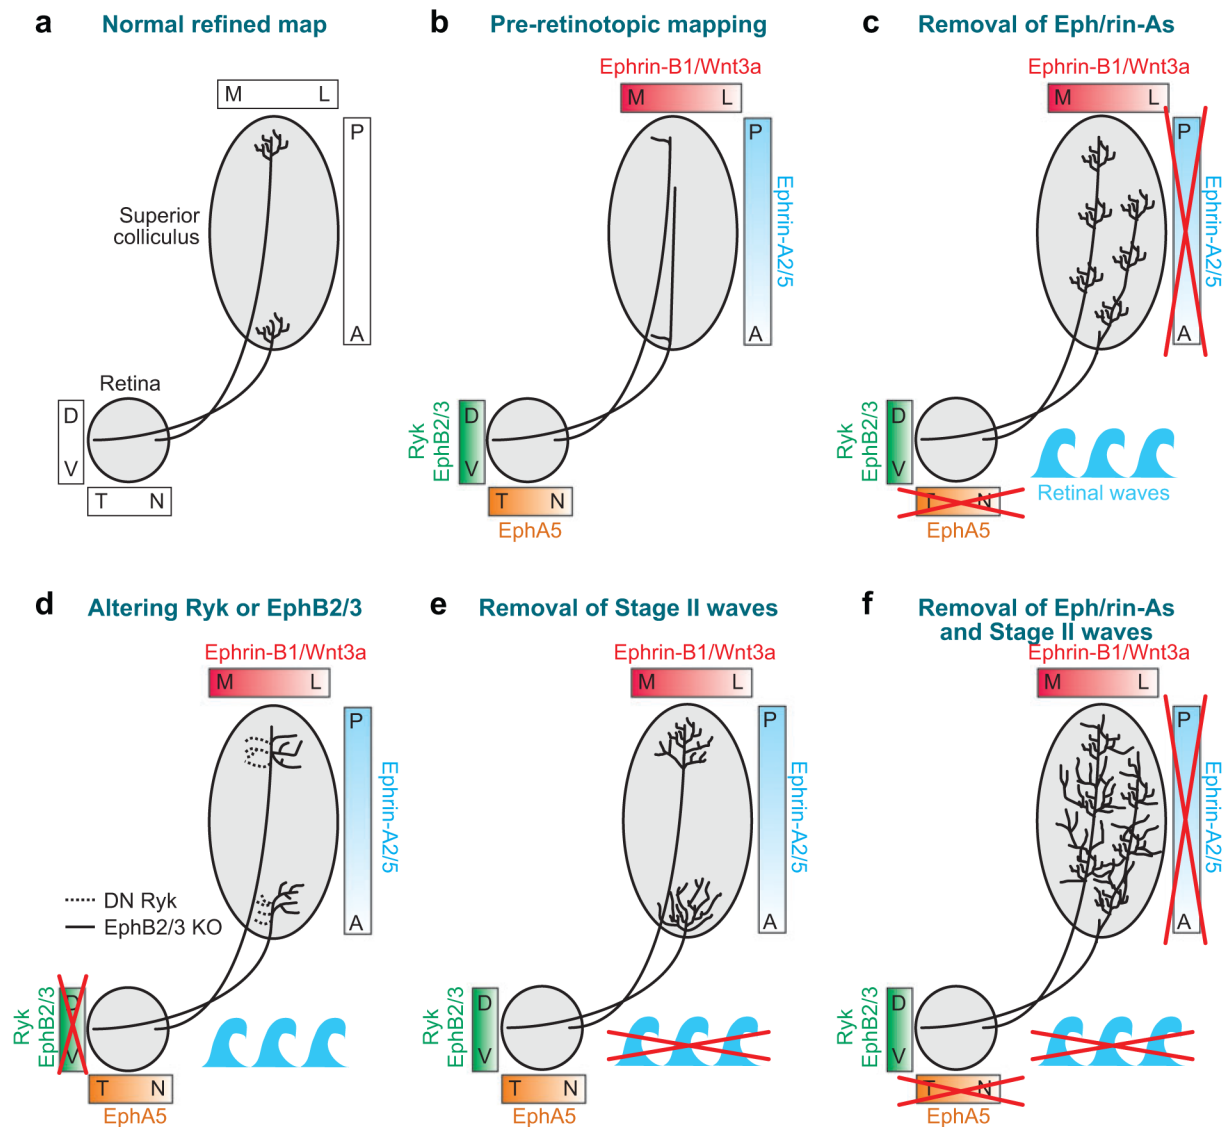 a Normal refined map
M L
P
Superior
colliculus
A
Retina
D
V
T N
b Pre-retinotopic mapping
Ephrin-B1/Wnt3a
M L
P
Ephrin-A2/5
A
Ryk
EphB2/3
D
V
T N
EphA5
c Removal of Eph/rin-As
Ephrin-B1/Wnt3a
M L
P
Ephrin-A2/5
A
Ryk
EphB2/3
D
V
T N
EphA5
Retinal waves
d Altering Ryk or EphB2/3
Ephrin-B1/Wnt3a
M L
P
Ephrin-A2/5
A
DN Ryk
EphB2/3 KO
Ryk
EphB2/3
D
V
T N
EphA5
e Removal of Stage II waves
Ephrin-B1/Wnt3a
M L
P
Ephrin-A2/5
A
Ryk
EphB2/3
D
V
T N
EphA5
f Removal of Eph/rin-As
and Stage II waves
Ephrin-B1/Wnt3a
M L
P
Ephrin-A2/5
A
Ryk
EphB2/3
D
V
T N
EphA5